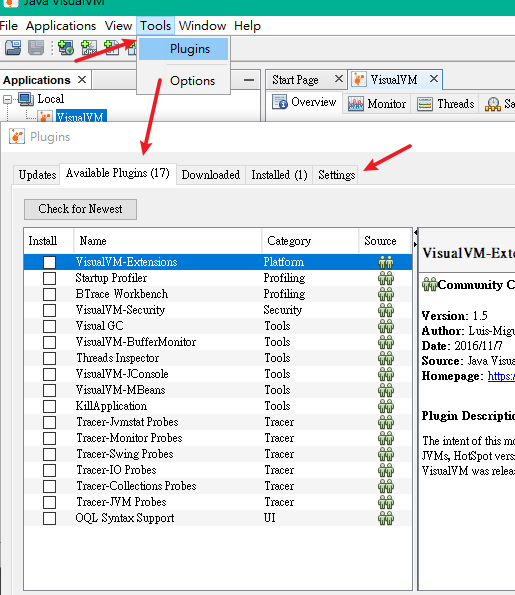 Java VisualVM
File Applications View Tools Window Help
Plugins
Options
Applications
Local
VisualVM
Start Page VisualVM
Overview Monitor Threads
Plugins
Updates Available Plugins (17) Downloaded Installed (1) Settings
Check for Newest
Install Name Category Source
VisualVM-Extensions Platform
Startup Profiler Profiling
BTrace Workbench Profiling
VisualVM-Security Security
Visual GC Tools
VisualVM-BufferMonitor Tools
Threads Inspector Tools
VisualVM-JConsole Tools
VisualVM-MBeans Tools
KillApplication Tools
Tracer-Jvmstat Probes Tracer
Tracer-Monitor Probes Tracer
Tracer-Swing Probes Tracer
Tracer-IO Probes Tracer
Tracer-Collections Probes Tracer
Tracer-JVM Probes Tracer
OQL Syntax Support UI
VisualVM-Exte
Community C
Version: 1.5
Author: Luis-Migu
Date: 2016/11/7
Source: Java Visua
Homepage: https:/
Plugin Descriptio
The intent of this mo
JVMs, HotSpot versi
VisualVM was relea